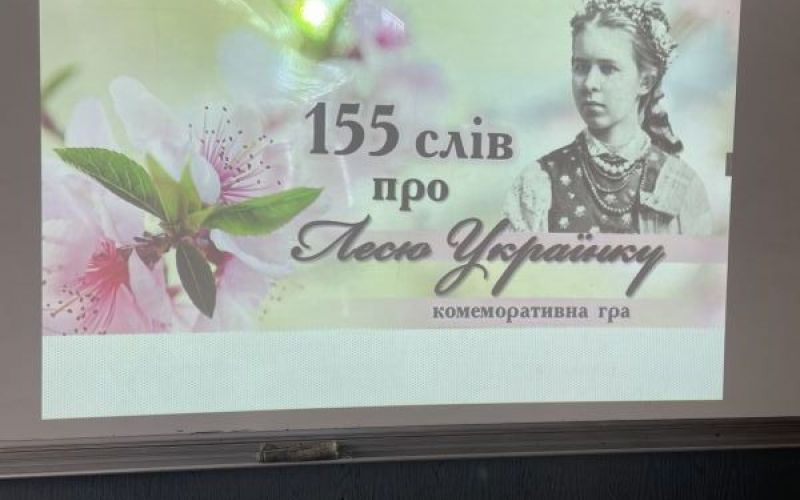 155 слів
про
Лесю Українку
комеморативна гра